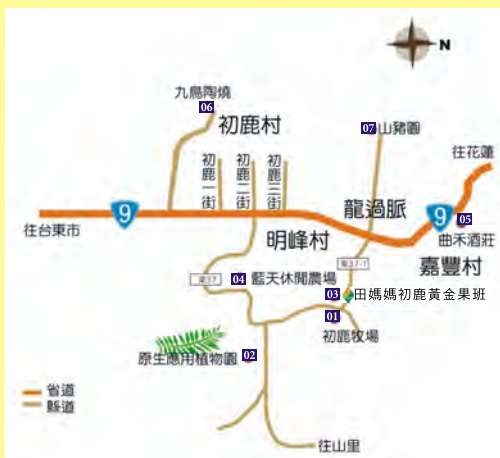 N
九鳥陶燒
06
初鹿村
07 山豬園
往花蓮
初鹿一街
初鹿二街
初鹿三街
龍過脈
9
9
05
往台東市
明峰村
曲禾酒莊
嘉豐村
東37-1
東37
04 藍天休閒農場
03 田媽媽初鹿黃金果班
01
初鹿牧場
原生應用植物園 02
省道
縣道
往山里